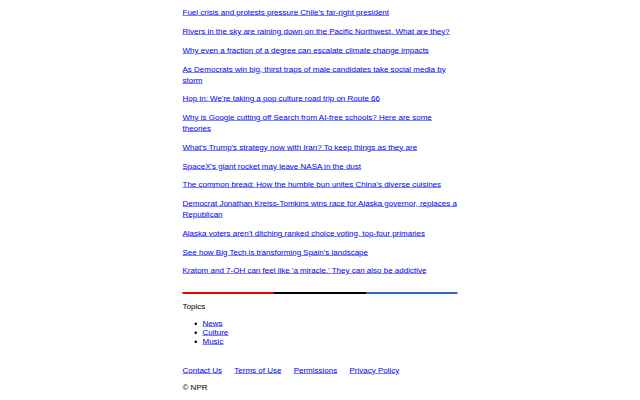 Fuel crisis and protests pressure Chile's far-right president
Rivers in the sky are raining down on the Pacific Northwest. What are they?
Why even a fraction of a degree can escalate climate change impacts
As Democrats win big, thirst traps of male candidates take social media by
storm
Hop in: We're taking a pop culture road trip on Route 66
Why is Google cutting off Search from AI-free schools? Here are some
theories
What's Trump's strategy now with Iran? To keep things as they are
SpaceX's giant rocket may leave NASA in the dust
The common bread: How the humble bun unites China's diverse cuisines
Democrat Jonathan Kreiss-Tomkins wins race for Alaska governor, replaces a
Republican
Alaska voters aren't ditching ranked choice voting, top-four primaries
See how Big Tech is transforming Spain's landscape
Kratom and 7-OH can feel like 'a miracle.' They can also be addictive
Topics
News
Culture
Music
Contact Us Terms of Use Permissions Privacy Policy
© NPR